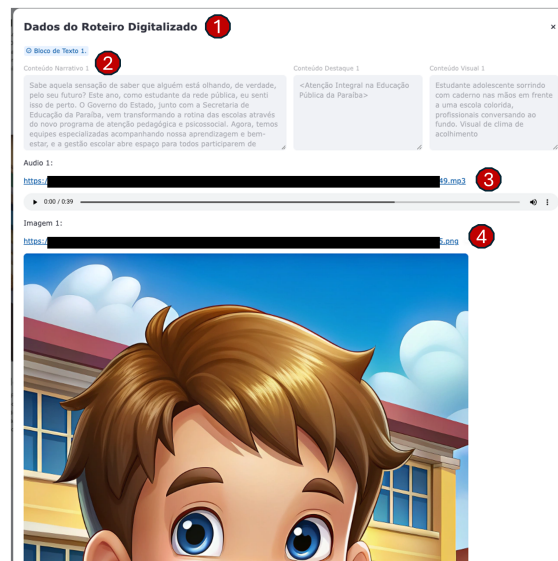 Dados do Roteiro Digitalizado
1
×
Bloco de Texto 1.
2
Conteúdo Narrativo 1
Sabe aquela sensação de saber que alguém está olhando, de verdade,
pelo seu futuro? Este ano, como estudante da rede pública, eu senti
isso de perto. O Governo do Estado, junto com a Secretaria de
Educação da Paraíba, vem transformando a rotina das escolas através
do novo programa de atenção pedagógica e psicossocial. Agora, temos
equipes especializadas acompanhando nossa aprendizagem e bem-
estar, e a gestão escolar abre espaço para todos participarem de
Conteúdo Destaque 1
<Atenção Integral na Educação
Pública da Paraíba>
Conteúdo Visual 1
Estudante adolescente sorrindo
com caderno nas mãos em frente
a uma escola colorida,
profissionais conversando ao
fundo. Visual de clima de
acolhimento
Audio 1:
https:/ 49.mp3
3
0:00 / 0:39
Imagem 1:
https:/ .png
4